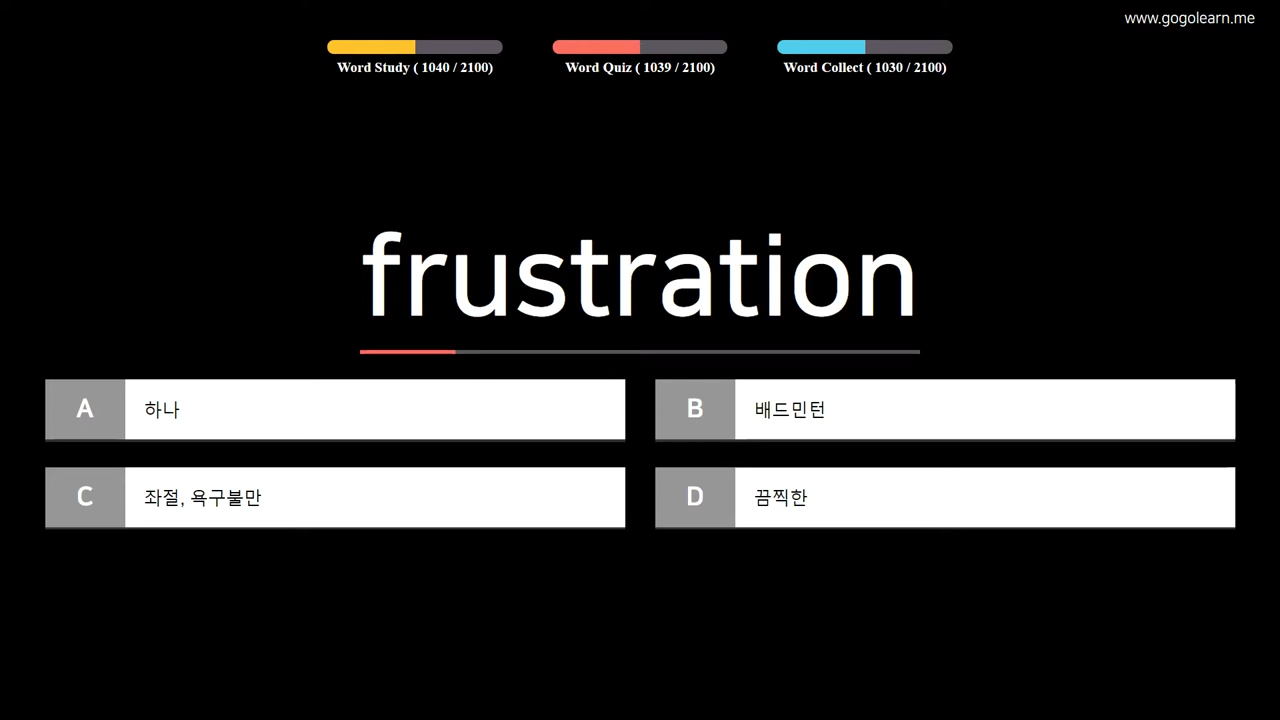 www.gogolearn.me
Word Study ( 1040 / 2100)
Word Quiz ( 1039 / 2100)
Word Collect ( 1030 / 2100)
frustration
A 하나
B 배드민턴
C 좌절, 욕구불만
D 끔찍한